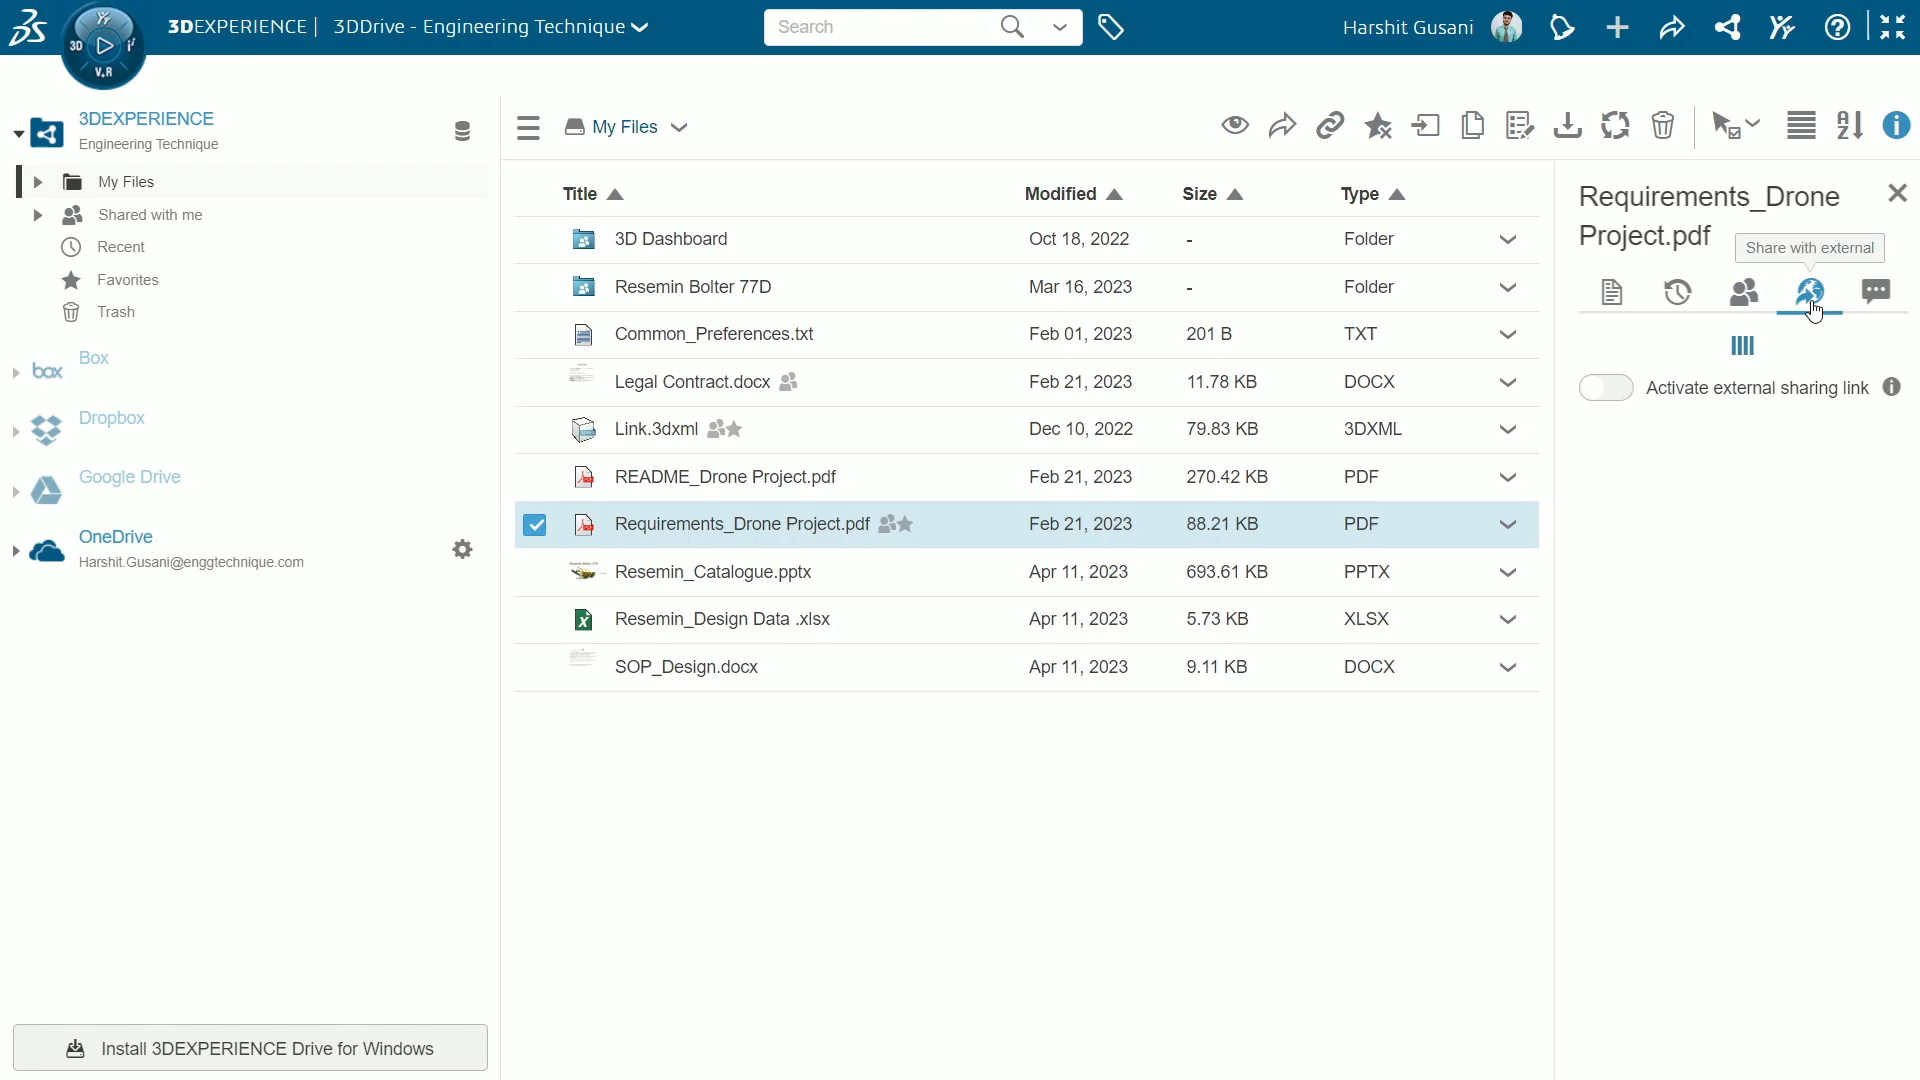 3DEXPERIENCE | 3DDrive - Engineering Technique
Search
Harshit Gusani
3D
V,R
3DEXPERIENCE
Engineering Technique
My Files
Shared with me
Recent
Favorites
Trash
Box
box
Dropbox
Google Drive
OneDrive
Harshit.Gusani@enggtechnique.com
Install 3DEXPERIENCE Drive for Windows
My Files
Title Modified Size Type
3D Dashboard Oct 18, 2022 - Folder
Resemin Bolter 77D Mar 16, 2023 - Folder
Common_Preferences.txt Feb 01, 2023 201 B TXT
Legal Contract.docx Feb 21, 2023 11.78 KB DOCX
Link.3dxml Dec 10, 2022 79.83 KB 3DXML
README_Drone Project.pdf Feb 21, 2023 270.42 KB PDF
Requirements_Drone Project.pdf Feb 21, 2023 88.21 KB PDF
Resemin_Catalogue.pptx Apr 11, 2023 693.61 KB PPTX
Resemin_Design Data .xlsx Apr 11, 2023 5.73 KB XLSX
SOP_Design.docx Apr 11, 2023 9.11 KB DOCX
Requirements_Drone
Project.pdf
Share with external
Activate external sharing link